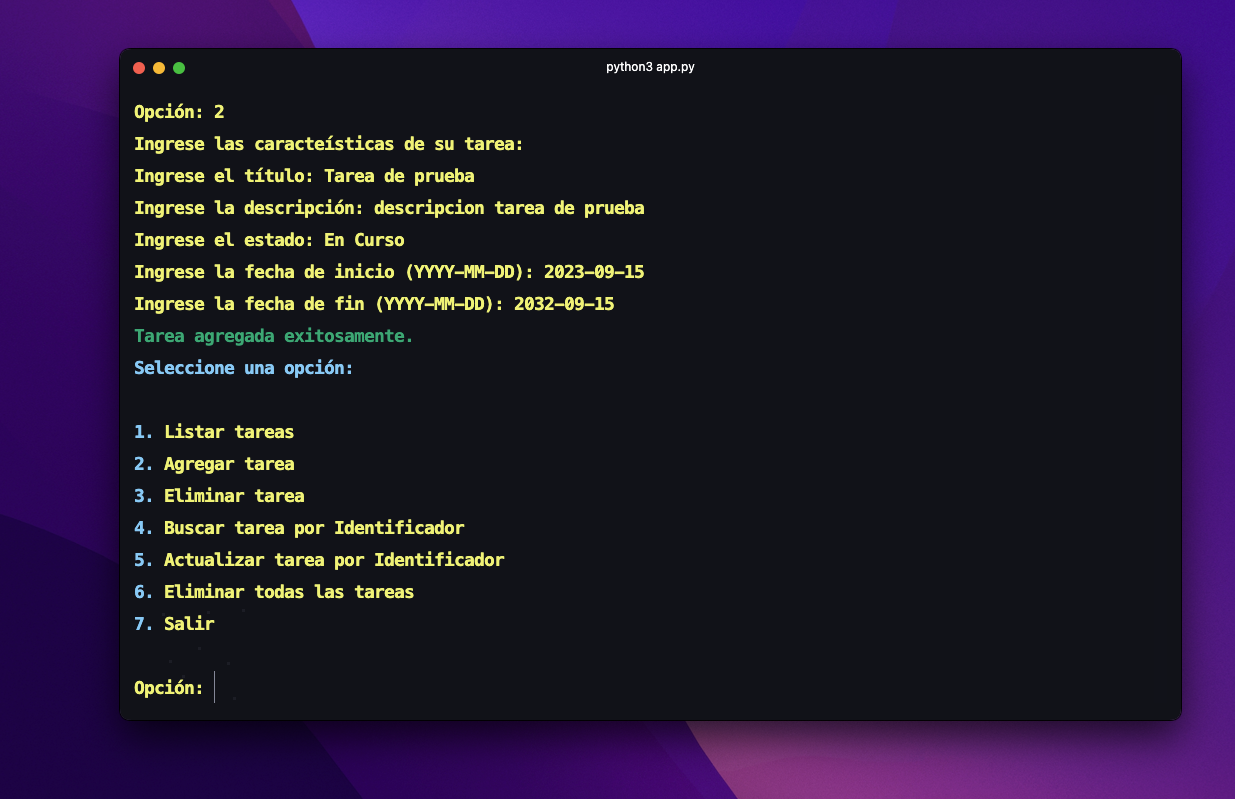 python3 app.py
Opción: 2
Ingrese las caracteísticas de su tarea:
Ingrese el título: Tarea de prueba
Ingrese la descripción: descripcion tarea de prueba
Ingrese el estado: En Curso
Ingrese la fecha de inicio (YYYY-MM-DD): 2023-09-15
Ingrese la fecha de fin (YYYY-MM-DD): 2032-09-15
Tarea agregada exitosamente.
Seleccione una opción:
1. Listar tareas
2. Agregar tarea
3. Eliminar tarea
4. Buscar tarea por Identificador
5. Actualizar tarea por Identificador
6. Eliminar todas las tareas
7. Salir
Opción: